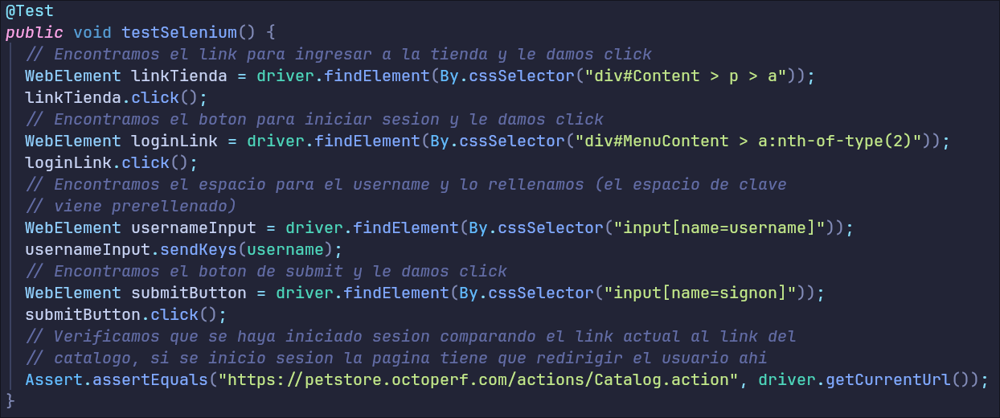 @Test
public void testSelenium() {
// Encontramos el link para ingresar a la tienda y le damos click
WebElement linkTienda = driver.findElement(By.cssSelector("div#Content > p > a"));
linkTienda.click();
// Encontramos el boton para iniciar sesion y le damos click
WebElement loginLink = driver.findElement(By.cssSelector("div#MenuContent > a:nth-of-type(2)"));
loginLink.click();
// Encontramos el espacio para el username y lo rellenamos (el espacio de clave
// viene prerellenado)
WebElement usernameInput = driver.findElement(By.cssSelector("input[name=username]"));
usernameInput.sendKeys(username);
// Encontramos el boton de submit y le damos click
WebElement submitButton = driver.findElement(By.cssSelector("input[name=signon]"));
submitButton.click();
// Verificamos que se haya iniciado sesion comparando el link actual al link del
// catalogo, si se inicio sesion la pagina tiene que redirigir el usuario ahi
Assert.assertEquals("https://petstore.octoperf.com/actions/Catalog.action", driver.getCurrentUrl());
}